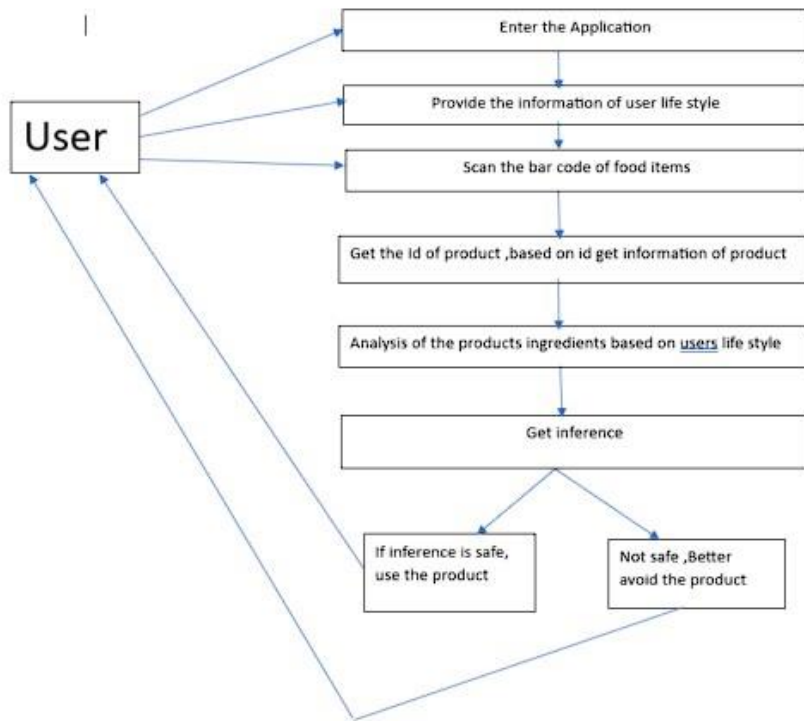 Enter the Application
Provide the information of user life style
User
Scan the bar code of food items
Get the id of product ,based on id get information of product
Analysis of the products ingredients based on users life style
Get inference
If inference is safe,
use the product
Not safe ,Better
avoid the product